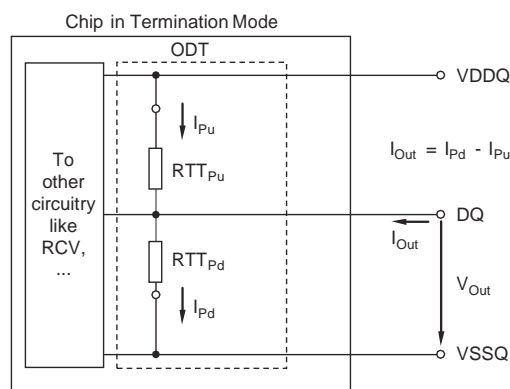 Chip in Termination Mode
ODT
VDDQ
I_Pu
I_Out = I_Pd - I_Pu
To
other
circuitry
like
RCV,
...
RTT_Pu
DQ
I_Out
RTT_Pd
V_Out
I_Pd
VSSQ